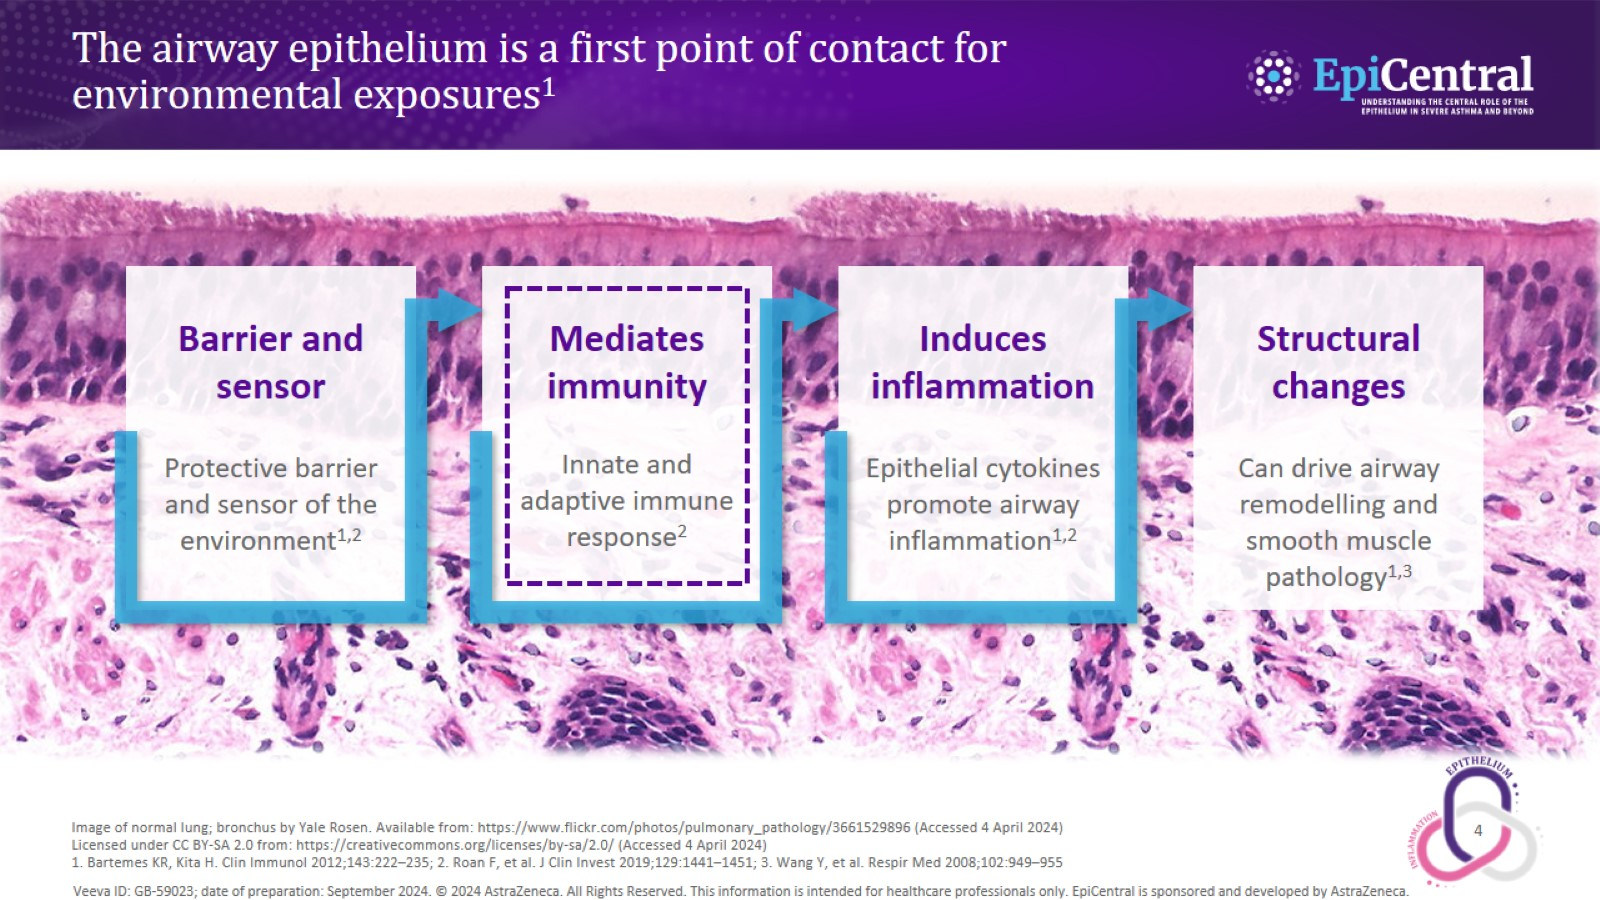 The airway epithelium is a first point of contact for
environmental exposures1
EpiCentral
UNDERSTANDING THE CENTRAL ROLE OF THE
EPITHELIUM IN SEVERE ASTHMA AND BEYOND
Barrier and
sensor
Protective barrier
and sensor of the
environment1,2
Mediates
immunity
Innate and
adaptive immune
response2
Induces
inflammation
Epithelial cytokines
promote airway
inflammation1,2
Structural
changes
Can drive airway
remodelling and
smooth muscle
pathology1,3
EPITHELIUM
INFLAMMATION
4
Image of normal lung; bronchus by Yale Rosen. Available from: https://www.flickr.com/photos/pulmonary_pathology/3661529896 (Accessed 4 April 2024)
Licensed under CC BY-SA 2.0 from: https://creativecommons.org/licenses/by-sa/2.0/ (Accessed 4 April 2024)
1. Bartemes KR, Kita H. Clin Immunol 2012;143:222–235; 2. Roan F, et al. J Clin Invest 2019;129:1441–1451; 3. Wang Y, et al. Respir Med 2008;102:949–955
Veeva ID: GB-59023; date of preparation: September 2024. © 2024 AstraZeneca. All Rights Reserved. This information is intended for healthcare professionals only. EpiCentral is sponsored and developed by AstraZeneca.